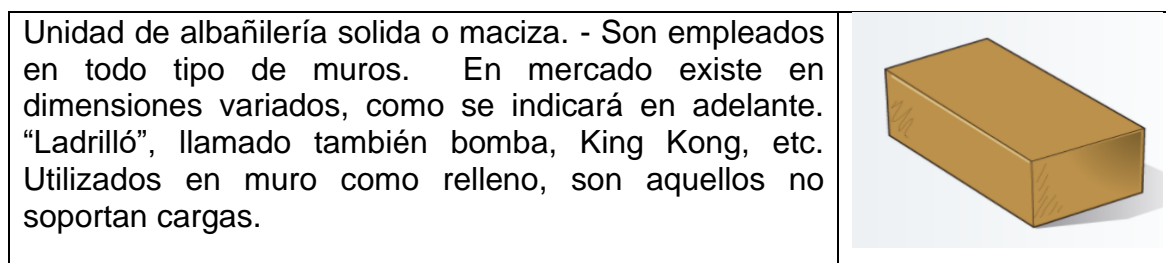 Unidad de albañilería solida o maciza. - Son empleados
en todo tipo de muros. En mercado existe en
dimensiones variados, como se indicará en adelante.
“Ladrilló”, llamado también bomba, King Kong, etc.
Utilizados en muro como relleno, son aquellos no
soportan cargas.